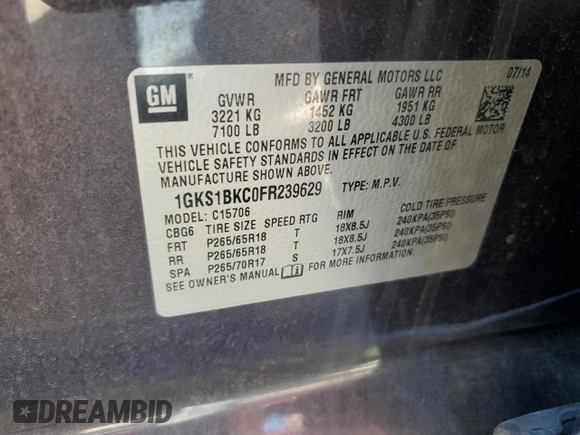 GM
MFD BY GENERAL MOTORS LLC 07/14
GVWR GAWR FRT GAWR RR
3221 KG 1452 KG 1951 KG
7100 LB 3200 LB 4300 LB
THIS VEHICLE CONFORMS TO ALL APPLICABLE U.S. FEDERAL MOTOR
VEHICLE SAFETY STANDARDS IN EFFECT ON THE DATE OF
MANUFACTURE SHOWN ABOVE.
1GKS1BKC0FR239629 TYPE: M.P.V.
MODEL: C15706
CBG6 TIRE SIZE SPEED RTG RIM COLD TIRE PRESSURE
FRT P265/65R18 T 18X8.5J 240KPA(35PSI)
RR P265/65R18 T 18X8.5J 240KPA(35PSI)
SPA P265/70R17 S 17X7.5J 240KPA(35PSI)
SEE OWNER'S MANUAL FOR MORE INFORMATION.
DREAMBID